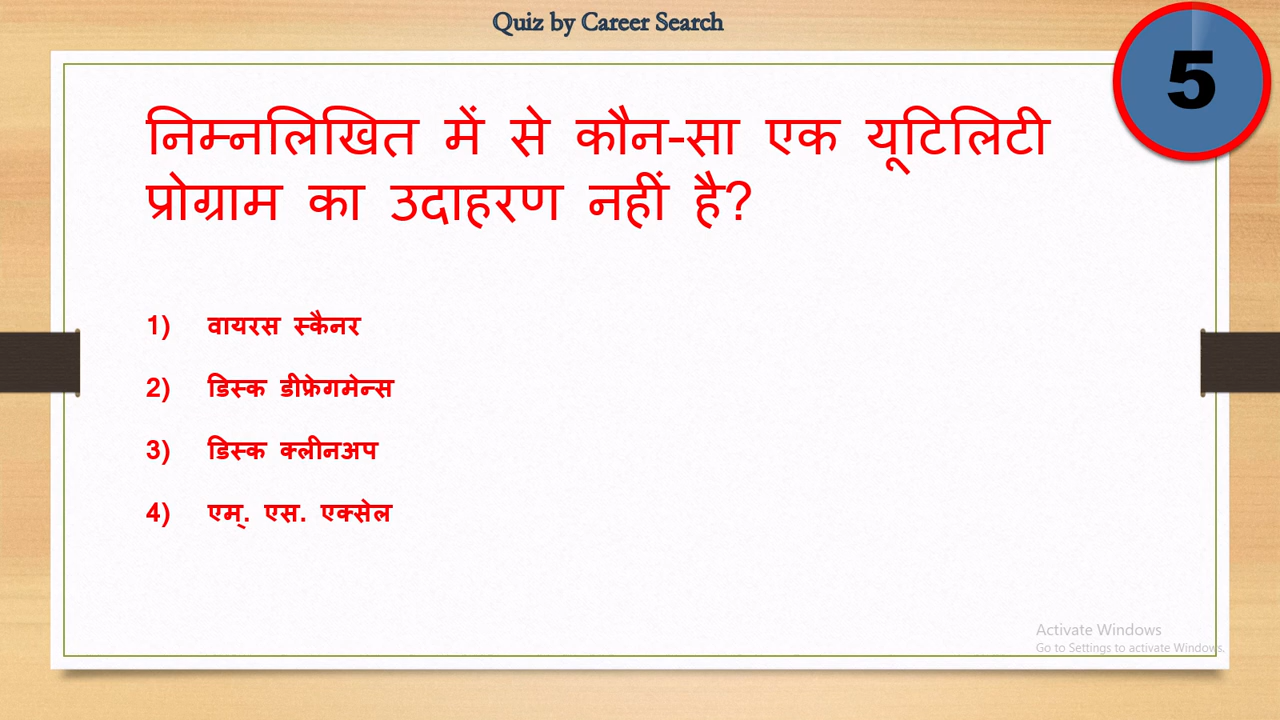 Quiz by Career Search
5
निम्नलिखित में से कौन-सा एक यूटिलिटी
प्रोग्राम का उदाहरण नहीं है?
1) वायरस स्कैनर
2) डिस्क डीफ्रेगमेन्स
3) डिस्क क्लीनअप
4) एम्. एस. एक्सेल
Activate Windows
Go to Settings to activate Windows.